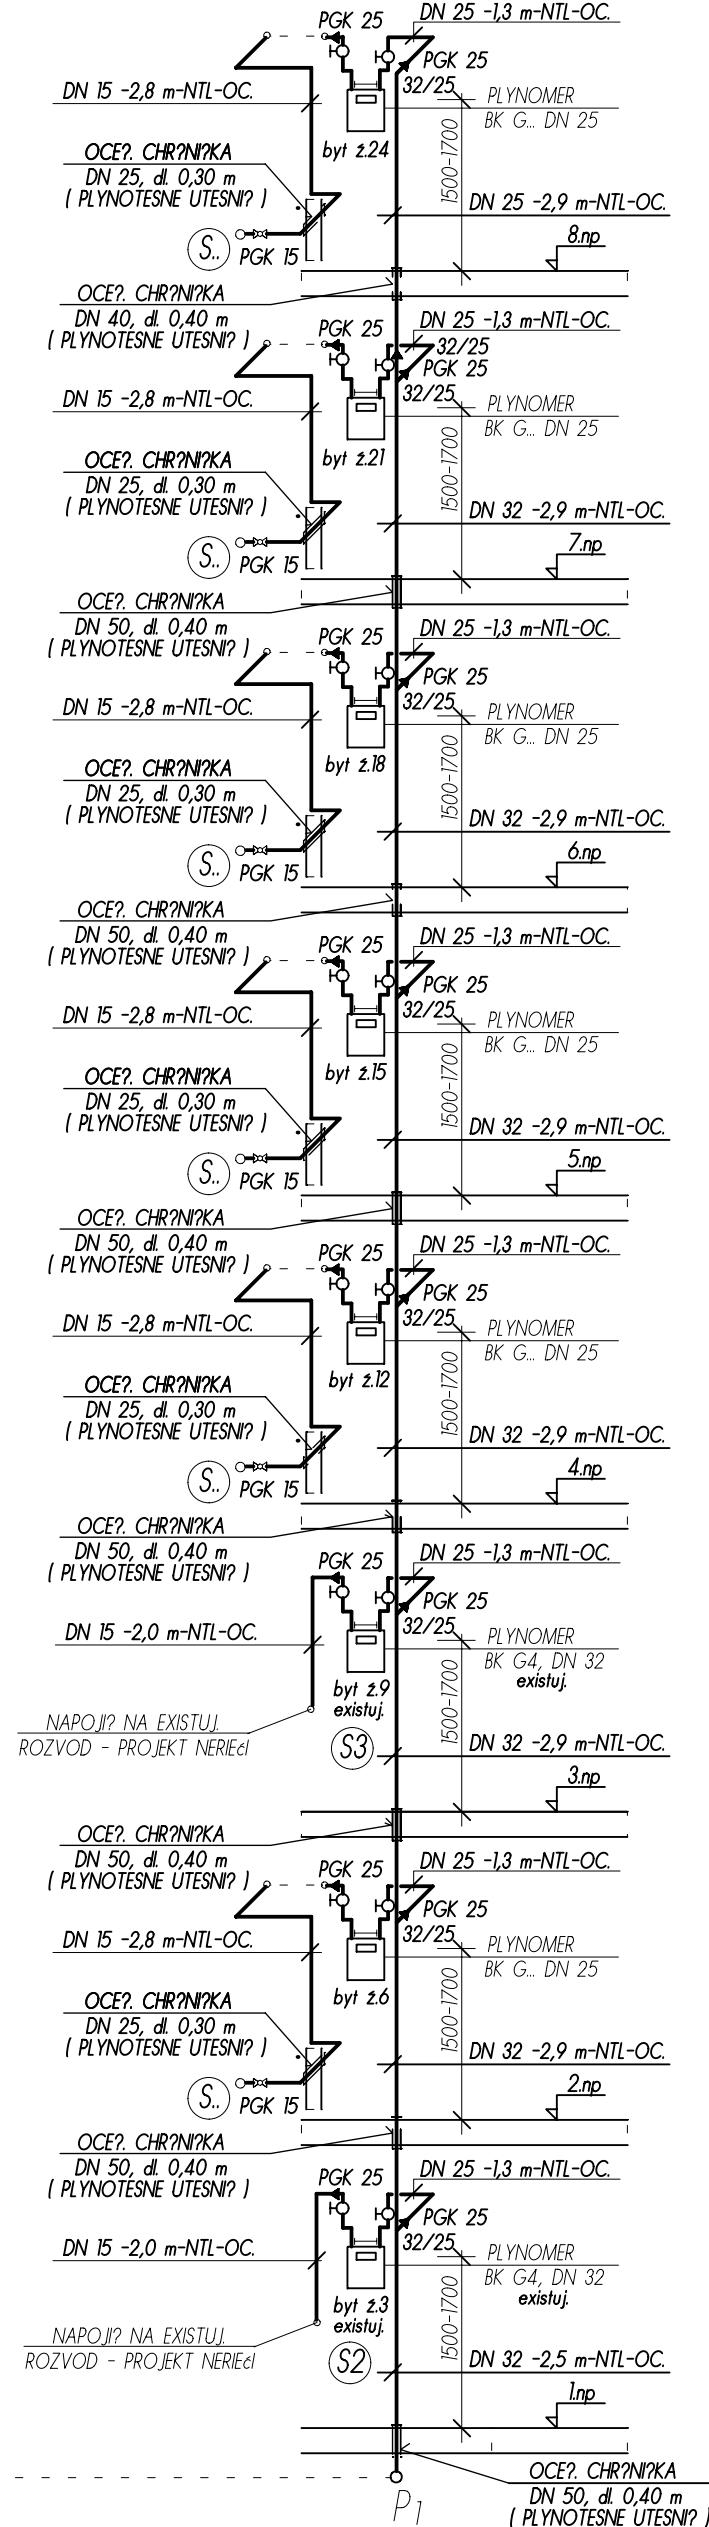 PGK 25
DN 25 -1,3 m-NTL-OC.
PGK 25
32/25
DN 15 -2,8 m-NTL-OC.
PLYNOMER
BK G... DN 25
byt ž.24
1500-1700
OCE?. CHR?NI?KA
DN 25, dl. 0,30 m
( PLYNOTESNE UTESNI? )
DN 25 -2,9 m-NTL-OC.
S..
PGK 15
8.np
OCE?. CHR?NI?KA
DN 40, dl. 0,40 m
( PLYNOTESNE UTESNI? )
PGK 25
DN 25 -1,3 m-NTL-OC.
32/25
PGK 25
32/25
DN 15 -2,8 m-NTL-OC.
PLYNOMER
BK G... DN 25
byt ž.21
1500-1700
OCE?. CHR?NI?KA
DN 25, dl. 0,30 m
( PLYNOTESNE UTESNI? )
DN 32 -2,9 m-NTL-OC.
S..
PGK 15
7.np
OCE?. CHR?NI?KA
DN 50, dl. 0,40 m
( PLYNOTESNE UTESNI? )
PGK 25
DN 25 -1,3 m-NTL-OC.
PGK 25
32/25
DN 15 -2,8 m-NTL-OC.
PLYNOMER
BK G... DN 25
byt ž.18
1500-1700
OCE?. CHR?NI?KA
DN 25, dl. 0,30 m
( PLYNOTESNE UTESNI? )
DN 32 -2,9 m-NTL-OC.
S..
PGK 15
6.np
OCE?. CHR?NI?KA
DN 50, dl. 0,40 m
( PLYNOTESNE UTESNI? )
PGK 25
DN 25 -1,3 m-NTL-OC.
PGK 25
32/25
DN 15 -2,8 m-NTL-OC.
PLYNOMER
BK G... DN 25
byt ž.15
1500-1700
OCE?. CHR?NI?KA
DN 25, dl. 0,30 m
( PLYNOTESNE UTESNI? )
DN 32 -2,9 m-NTL-OC.
S..
PGK 15
5.np
OCE?. CHR?NI?KA
DN 50, dl. 0,40 m
( PLYNOTESNE UTESNI? )
PGK 25
DN 25 -1,3 m-NTL-OC.
PGK 25
32/25
DN 15 -2,8 m-NTL-OC.
PLYNOMER
BK G... DN 25
byt ž.12
1500-1700
OCE?. CHR?NI?KA
DN 25, dl. 0,30 m
( PLYNOTESNE UTESNI? )
DN 32 -2,9 m-NTL-OC.
S..
PGK 15
4.np
OCE?. CHR?NI?KA
DN 50, dl. 0,40 m
( PLYNOTESNE UTESNI? )
PGK 25
DN 25 -1,3 m-NTL-OC.
PGK 25
32/25
DN 15 -2,0 m-NTL-OC.
PLYNOMER
BK G4, DN 32
existuj.
byt ž.9
existuj.
1500-1700
NAPOJI? NA EXISTUJ.
ROZVOD - PROJEKT NERIEčI
S3
DN 32 -2,9 m-NTL-OC.
3.np
OCE?. CHR?NI?KA
DN 50, dl. 0,40 m
( PLYNOTESNE UTESNI? )
PGK 25
DN 25 -1,3 m-NTL-OC.
PGK 25
32/25
DN 15 -2,8 m-NTL-OC.
PLYNOMER
BK G... DN 25
byt ž.6
1500-1700
OCE?. CHR?NI?KA
DN 25, dl. 0,30 m
( PLYNOTESNE UTESNI? )
DN 32 -2,9 m-NTL-OC.
S..
PGK 15
2.np
OCE?. CHR?NI?KA
DN 50, dl. 0,40 m
( PLYNOTESNE UTESNI? )
PGK 25
DN 25 -1,3 m-NTL-OC.
PGK 25
32/25
DN 15 -2,0 m-NTL-OC.
PLYNOMER
BK G4, DN 32
existuj.
byt ž.3
existuj.
1500-1700
NAPOJI? NA EXISTUJ.
ROZVOD - PROJEKT NERIEčI
S2
DN 32 -2,5 m-NTL-OC.
1.np
OCE?. CHR?NI?KA
DN 50, dl. 0,40 m
( PLYNOTESNE UTESNI? )
P1